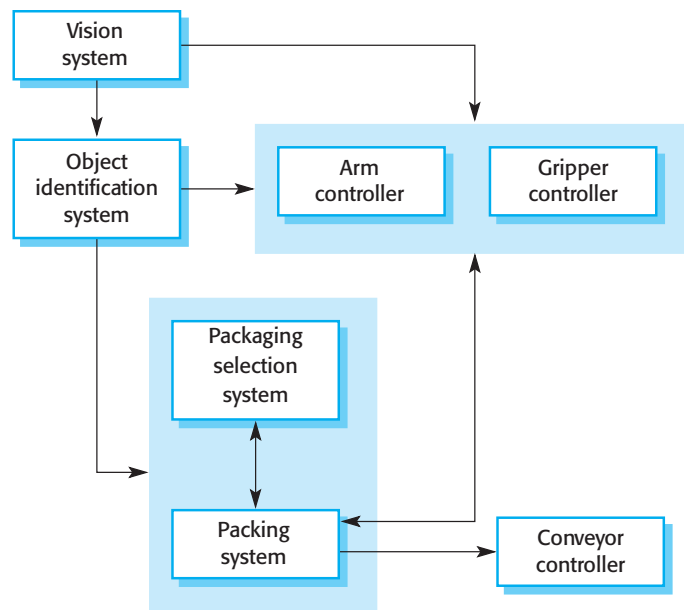 Vision
system
Object
identification
system
Arm
controller
Gripper
controller
Packaging
selection
system
Packing
system
Conveyor
controller